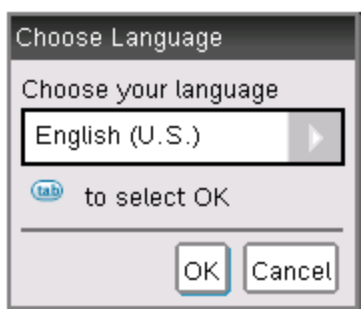 Choose Language
Choose your language
English (U.S.)
tab to select OK
OK Cancel